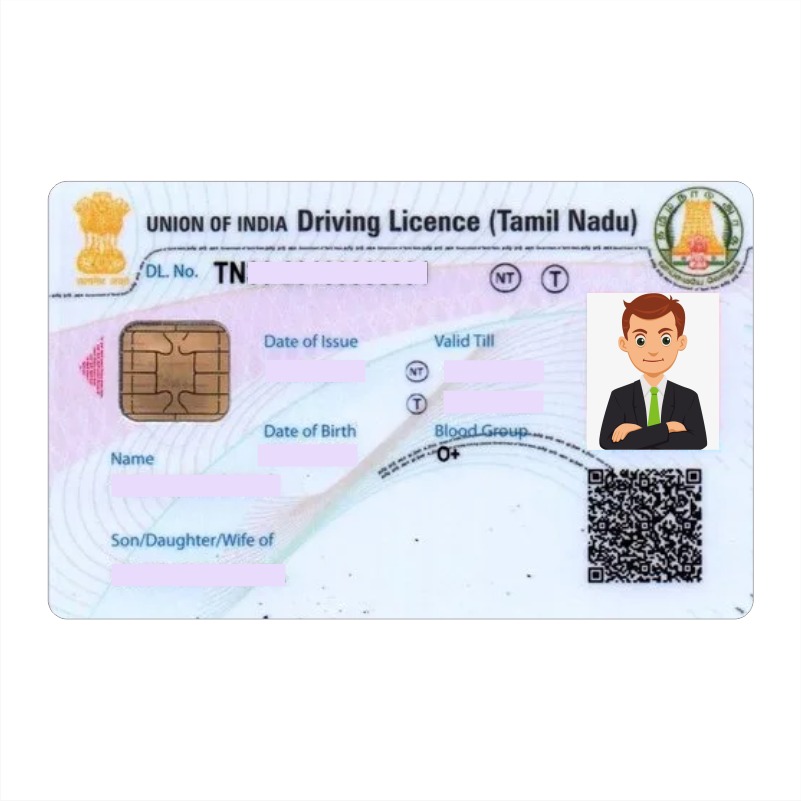 UNION OF INDIA Driving Licence (Tamil Nadu)
DL. No. TN
NT T
Date of Issue
Valid Till
NT
T
Date of Birth
Blood Group
O+
Name
Son/Daughter/Wife of